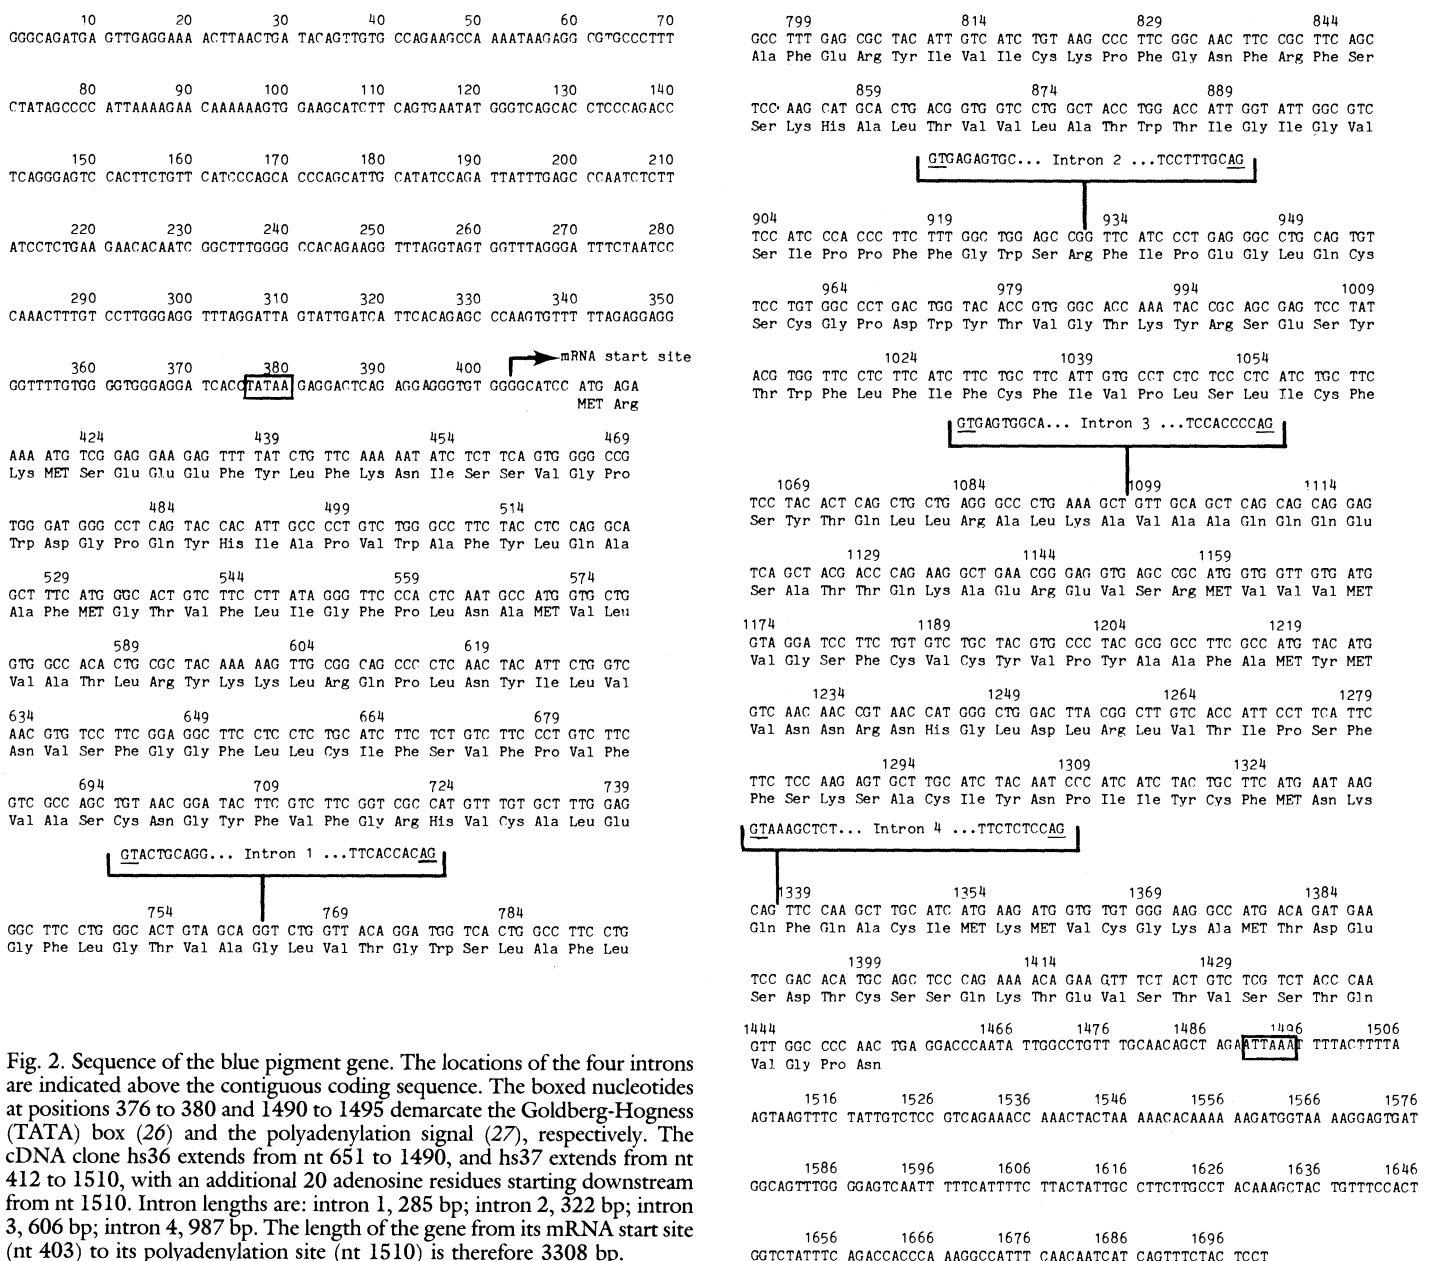 10 20 30 40 50 60 70
GGGCAGATGA GTTGAGGAAA ACTTAACTGA TACAGTTGTG CCAGAAGCCA AAATAAGAGG CGTGCCCTTT
80 90 100 110 120 130 140
CTATAGCCCC ATTAAAAGAA CAAAAAAGTG GAAGCATCTT CAGTGAATAT GGGTCAGCAC CTCCCAGACC
150 160 170 180 190 200 210
TCAGGGAGTC CACTTCTGTT CATCCCAGCA CCCAGCATTG CATATCCAGA TTATTTGAGC CCAATCTCTT
220 230 240 250 260 270 280
ATCCTCTGAA GAACACAATC GGCTTTGGGG CCACAGAAGG TTTAGGTAGT GGTTTAGGGA TTTCTAATCC
290 300 310 320 330 340 350
CAAACTTTGT CCTTGGGAGG TTTAGGATTA GTATTGATCA TTCACAGAGC CCAAGTGTTT TTAGAGGAGG
mRNA start site
360 370 380 390 400
GGTTTTGTGG GGTGGGAGGA TCACCTATAA GAGGACTCAG AGGAGGGTGT GGGGCATCC ATG AGA
MET Arg
424 439 454 469
AAA ATG TCG GAG GAA GAG TTT TAT CTG TTC AAA AAT ATC TCT TCA GTG GGG CCG
Lys MET Ser Glu Glu Glu Phe Tyr Leu Phe Lys Asn Ile Ser Ser Val Gly Pro
484 499 514
TGG GAT GGG CCT CAG TAC CAC ATT GCC CCT GTC TGG GCC TTC TAC CTC CAG GCA
Trp Asp Gly Pro Gln Tyr His Ile Ala Pro Val Trp Ala Phe Tyr Leu Gln Ala
529 544 559 574
GCT TTC ATG GGC ACT GTC TTC CTT ATA GGG TTC CCA CTC AAT GCC ATG GTG CTG
Ala Phe MET Gly Thr Val Phe Leu Ile Gly Phe Pro Leu Asn Ala MET Val Leu
589 604 619
GTG GCC ACA CTG CGC TAC AAA AAG TTG CGG CAG CCC CTC AAC TAC ATT CTG GTC
Val Ala Thr Leu Arg Tyr Lys Lys Leu Arg Gln Pro Leu Asn Tyr Ile Leu Val
634 649 664 679
AAC GTG TCC TTC GGA GGC TTC CTC CTC TGC ATC TTC TCT GTC TTC CCT GTC TTC
Asn Val Ser Phe Gly Gly Phe Leu Leu Cys Ile Phe Ser Val Phe Pro Val Phe
694 709 724 739
GTC GCC AGC TGT AAC GGA TAC TTC GTC TTC GGT CGC CAT GTT TGT GCT TTG GAG
Val Ala Ser Cys Asn Gly Tyr Phe Val Phe Gly Arg His Val Cys Ala Leu Glu
GTACTGCAGG... Intron 1 ...TTCACCACAG
754 769 784
GGC TTC CTG GGC ACT GTA GCA GGT CTG GTT ACA GGA TGG TCA CTG GCC TTC CTG
Gly Phe Leu Gly Thr Val Ala Gly Leu Val Thr Gly Trp Ser Leu Ala Phe Leu
Fig. 2. Sequence of the blue pigment gene. The locations of the four introns
are indicated above the contiguous coding sequence. The boxed nucleotides
at positions 376 to 380 and 1490 to 1495 demarcate the Goldberg-Hogness
(TATA) box (26) and the polyadenylation signal (27), respectively. The
cDNA clone hs36 extends from nt 651 to 1490, and hs37 extends from nt
412 to 1510, with an additional 20 adenosine residues starting downstream
from nt 1510. Intron lengths are: intron 1, 285 bp; intron 2, 322 bp; intron
3, 606 bp; intron 4, 987 bp. The length of the gene from its mRNA start site
(nt 403) to its polyadenylation site (nt 1510) is therefore 3308 bp.
799 814 829 844
GCC TTT GAG CGC TAC ATT GTC ATC TGT AAG CCC TTC GGC AAC TTC CGC TTC AGC
Ala Phe Glu Arg Tyr Ile Val Ile Cys Lys Pro Phe Gly Asn Phe Arg Phe Ser
859 874 889
TCC AAG CAT GCA CTG ACG GTG GTC CTG GCT ACC TGG ACC ATT GGT ATT GGC GTC
Ser Lys His Ala Leu Thr Val Val Leu Ala Thr Trp Thr Ile Gly Ile Gly Val
GTGAGAGTGC... Intron 2 ...TCCTTTGCAG
904 919 934 949
TCC ATC CCA CCC TTC TTT GGC TGG AGC CGG TTC ATC CCT GAG GGC CTG CAG TGT
Ser Ile Pro Pro Phe Phe Gly Trp Ser Arg Phe Ile Pro Glu Gly Leu Gln Cys
964 979 994 1009
TCC TGT GGC CCT GAC TGG TAC ACC GTG GGC ACC AAA TAC CGC AGC GAG TCC TAT
Ser Cys Gly Pro Asp Trp Tyr Thr Val Gly Thr Lys Tyr Arg Ser Glu Ser Tyr
1024 1039 1054
ACG TGG TTC CTC TTC ATC TTC TGC TTC ATT GTG CCT CTC TCC CTC ATC TGC TTC
Thr Trp Phe Leu Phe Ile Phe Cys Phe Ile Val Pro Leu Ser Leu Ile Cys Phe
GTGAGTGGCA... Intron 3 ...TCCACCCCAG
1069 1084 1099 1114
TCC TAC ACT CAG CTG CTG AGG GCC CTG AAA GCT GTT GCA GCT CAG CAG CAG GAG
Ser Tyr Thr Gln Leu Leu Arg Ala Leu Lys Ala Val Ala Ala Gln Gln Gln Glu
1129 1144 1159
TCA GCT ACG ACC CAG AAG GCT GAA CGG GAG GTG AGC CGC ATG GTG GTT GTG ATG
Ser Ala Thr Thr Gln Lys Ala Glu Arg Glu Val Ser Arg MET Val Val Val MET
1174 1189 1204 1219
GTA GGA TCC TTC TGT GTC TGC TAC GTG CCC TAC GCG GCC TTC GCC ATG TAC ATG
Val Gly Ser Phe Cys Val Cys Tyr Val Pro Tyr Ala Ala Phe Ala MET Tyr MET
1234 1249 1264 1279
GTC AAC AAC CGT AAC CAT GGG CTG GAC TTA CGG CTT GTC ACC ATT CCT TCA TTC
Val Asn Asn Arg Asn His Gly Leu Asp Leu Arg Leu Val Thr Ile Pro Ser Phe
1294 1309 1324
TTC TCC AAG AGT GCT TGC ATC TAC AAT CCC ATC ATC TAC TGC TTC ATG AAT AAG
Phe Ser Lys Ser Ala Cys Ile Tyr Asn Pro Ile Ile Tyr Cys Phe MET Asn Lys
GTAAAGCTCT... Intron 4 ...TTCTCTCCAG
1339 1354 1369 1384
CAG TTC CAA GCT TGC ATC ATG AAG ATG GTG TGT GGG AAG GCC ATG ACA GAT GAA
Gln Phe Gln Ala Cys Ile MET Lys MET Val Cys Gly Lys Ala MET Thr Asp Glu
1399 1414 1429
TCC GAC ACA TGC AGC TCC CAG AAA ACA GAA GTT TCT ACT GTC TCG TCT ACC CAA
Ser Asp Thr Cys Ser Ser Gln Lys Thr Glu Val Ser Thr Val Ser Ser Thr Gln
1444 1466 1476 1486 1496 1506
GTT GGC CCC AAC TGA GGACCCAATA TTGGCCTGTT TGCAACAGCT AGAATTAAAT TTTACTTTTA
Val Gly Pro Asn
1516 1526 1536 1546 1556 1566 1576
AGTAAGTTTC TATTGTCTCC GTCAGAAACC AAACTACTAA AAACACAAAA AAGATGGTAA AAGGAGTGAT
1586 1596 1606 1616 1626 1636 1646
GGCAGTTTGG GGAGTCAATT TTTCATTTTC TTACTATTGC CTTCTTGCCT ACAAAGCTAC TGTTTCCACT
1656 1666 1676 1686 1696
GGTCTATTTC AGACCACCCA AAGGCCATTT CAACAATCAT CAGTTTCTAC TCCT